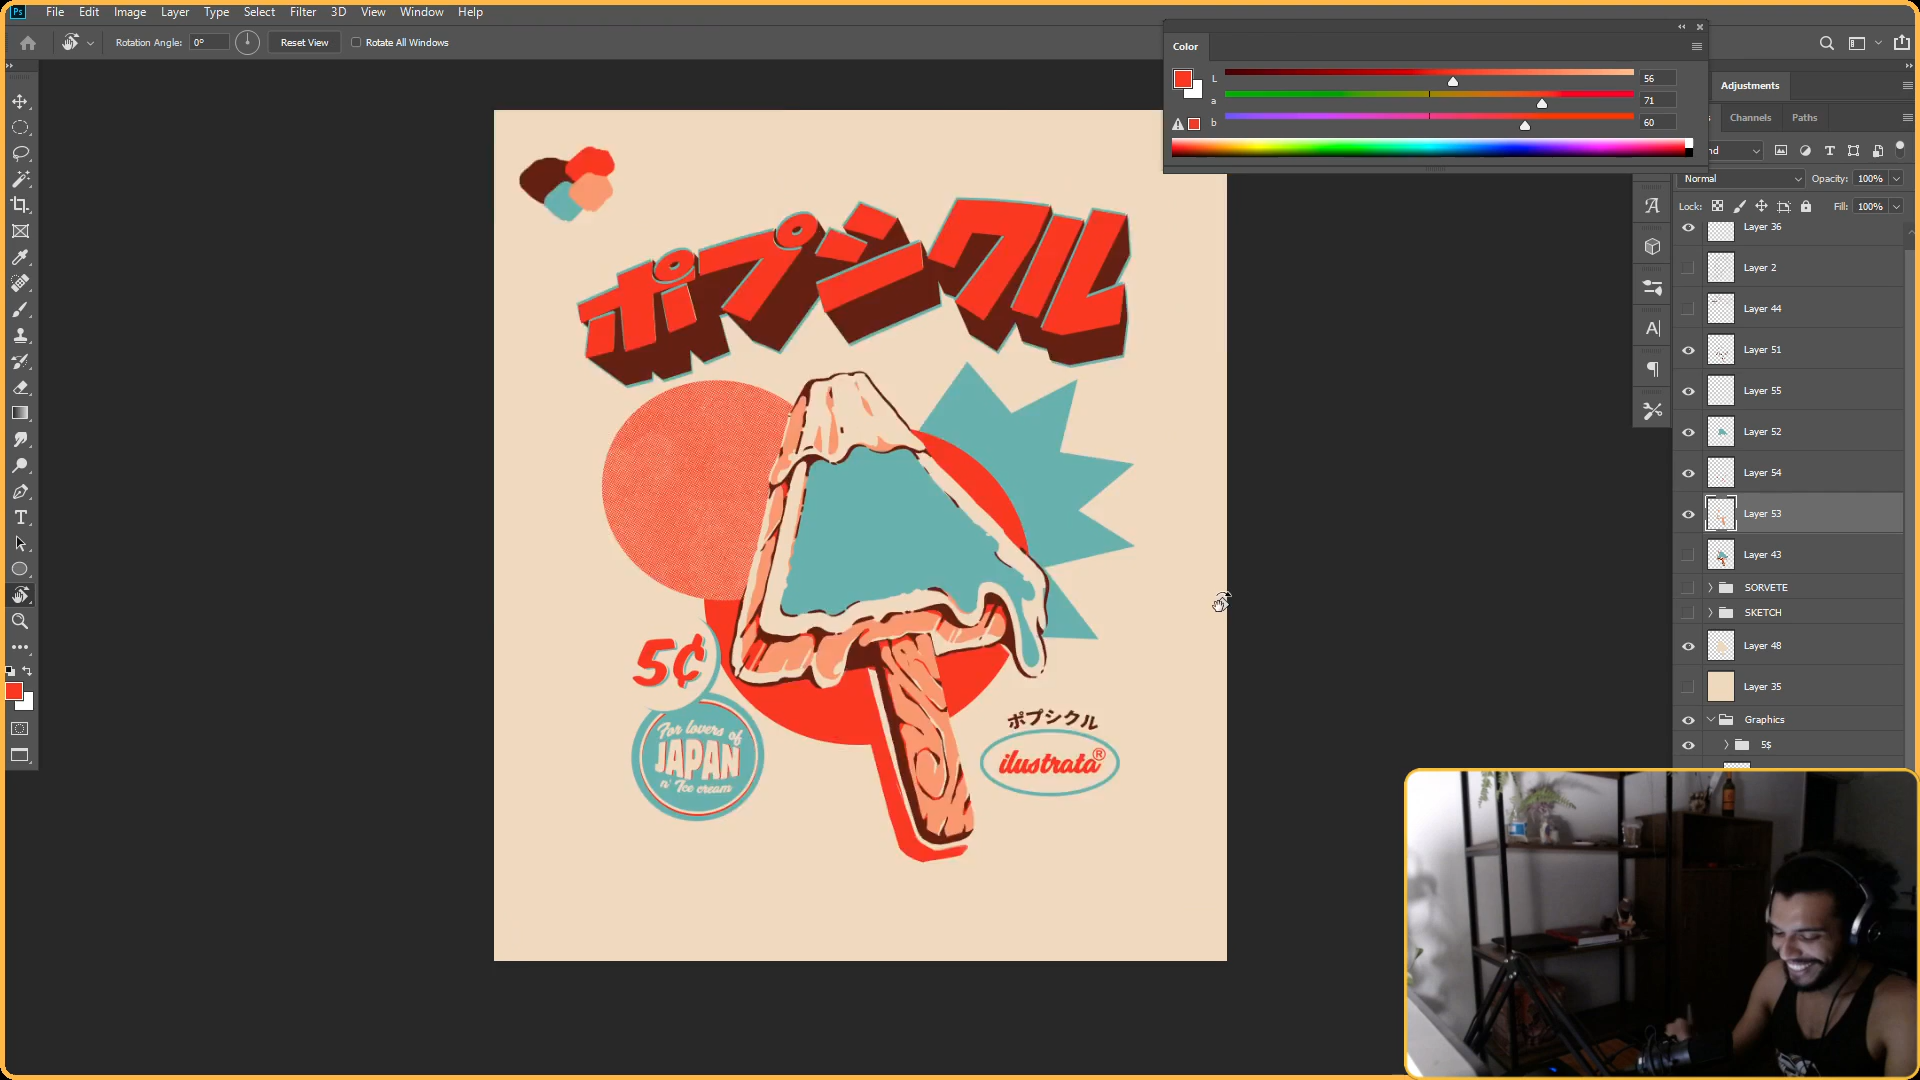 Ps File Edit Image Layer Type Select Filter 3D View Window Help
Rotation Angle: 0° Reset View Rotate All Windows
Color
L 56
a 71
b 60
Adjustments
Channels Paths
Normal Opacity: 100%
Lock: Fill: 100%
Layer 36
Layer 2
Layer 44
Layer 51
Layer 55
Layer 52
Layer 54
Layer 53
Layer 43
SORVETE
SKETCH
Layer 48
Layer 35
Graphics
5$
ポプシクル
5¢
For lovers of
JAPAN
n' Ice cream
ポプシクル
ilustrata®